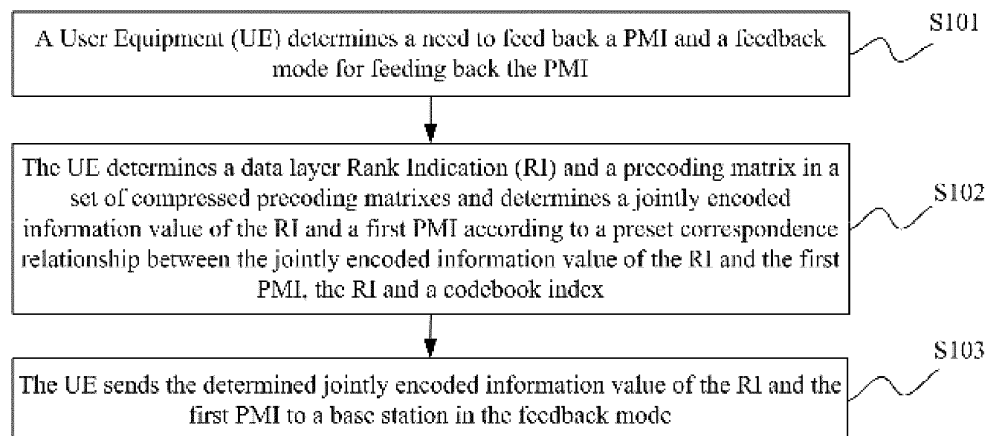 A User Equipment (UE) determines a need to feed back a PMI and a feedback
mode for feeding back the PMI
S101
The UE determines a data layer Rank Indication (RI) and a precoding matrix in a
set of compressed precoding matrixes and determines a jointly encoded
information value of the RI and a first PMI according to a preset correspondence
relationship between the jointly encoded information value of the RI and the first
PMI, the RI and a codebook index
S102
The UE sends the determined jointly encoded information value of the RI and the
first PMI to a base station in the feedback mode
S103